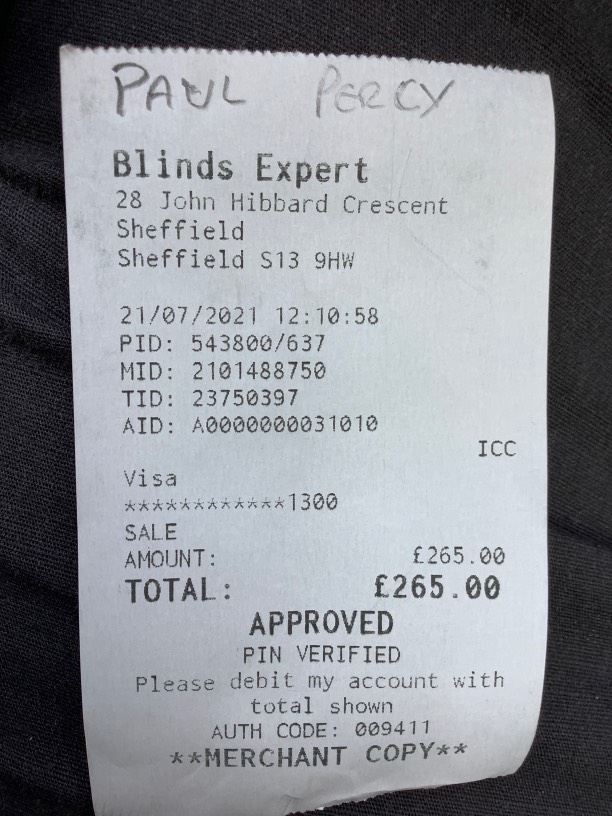 PAUL PERCY
Blinds Expert
28 John Hibbard Crescent
Sheffield
Sheffield S13 9HW
21/07/2021 12:10:58
PID: 543800/637
MID: 2101488750
TID: 23750397
AID: A0000000031010
ICC
Visa
************1300
SALE
AMOUNT: £265.00
TOTAL: £265.00
APPROVED
PIN VERIFIED
Please debit my account with
total shown
AUTH CODE: 009411
**MERCHANT COPY**